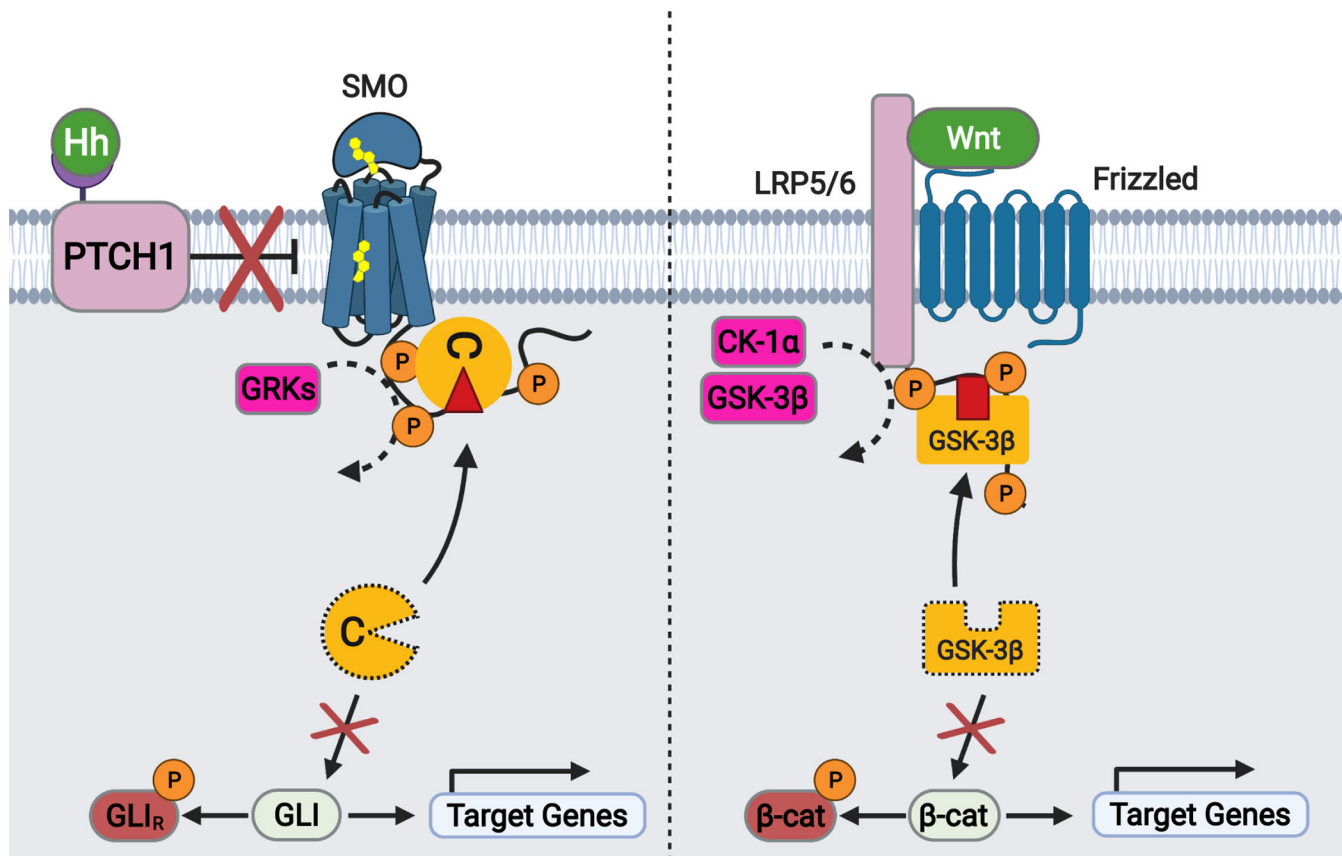 SMO
Hh
PTCH1
GRKs
P
C
P
P
C
P
GLIR
GLI
Target Genes
Wnt
LRP5/6
Frizzled
CK-1α
GSK-3β
P
P
GSK-3β
P
GSK-3β
P
β-cat
β-cat
Target Genes